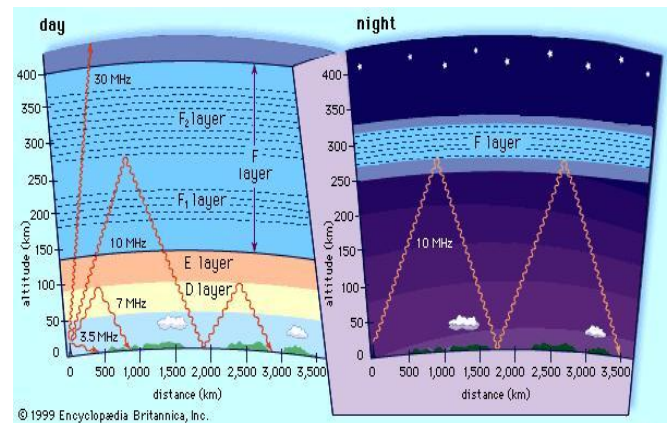 day
night
400
350
300
250
200
150
100
50
0
altitude (km)
30 MHz
F₂ layer
F layer
F₁ layer
10 MHz
E layer
D layer
7 MHz
3.5 MHz
0 500 1,000 1,500 2,000 2,500 3,000 3,500
distance (km)
400
350
300
250
200
150
100
50
0
altitude (km)
F layer
10 MHz
0 500 1,000 1,500 2,000 2,500 3,000 3,500
distance (km)
© 1999 Encyclopædia Britannica, Inc.